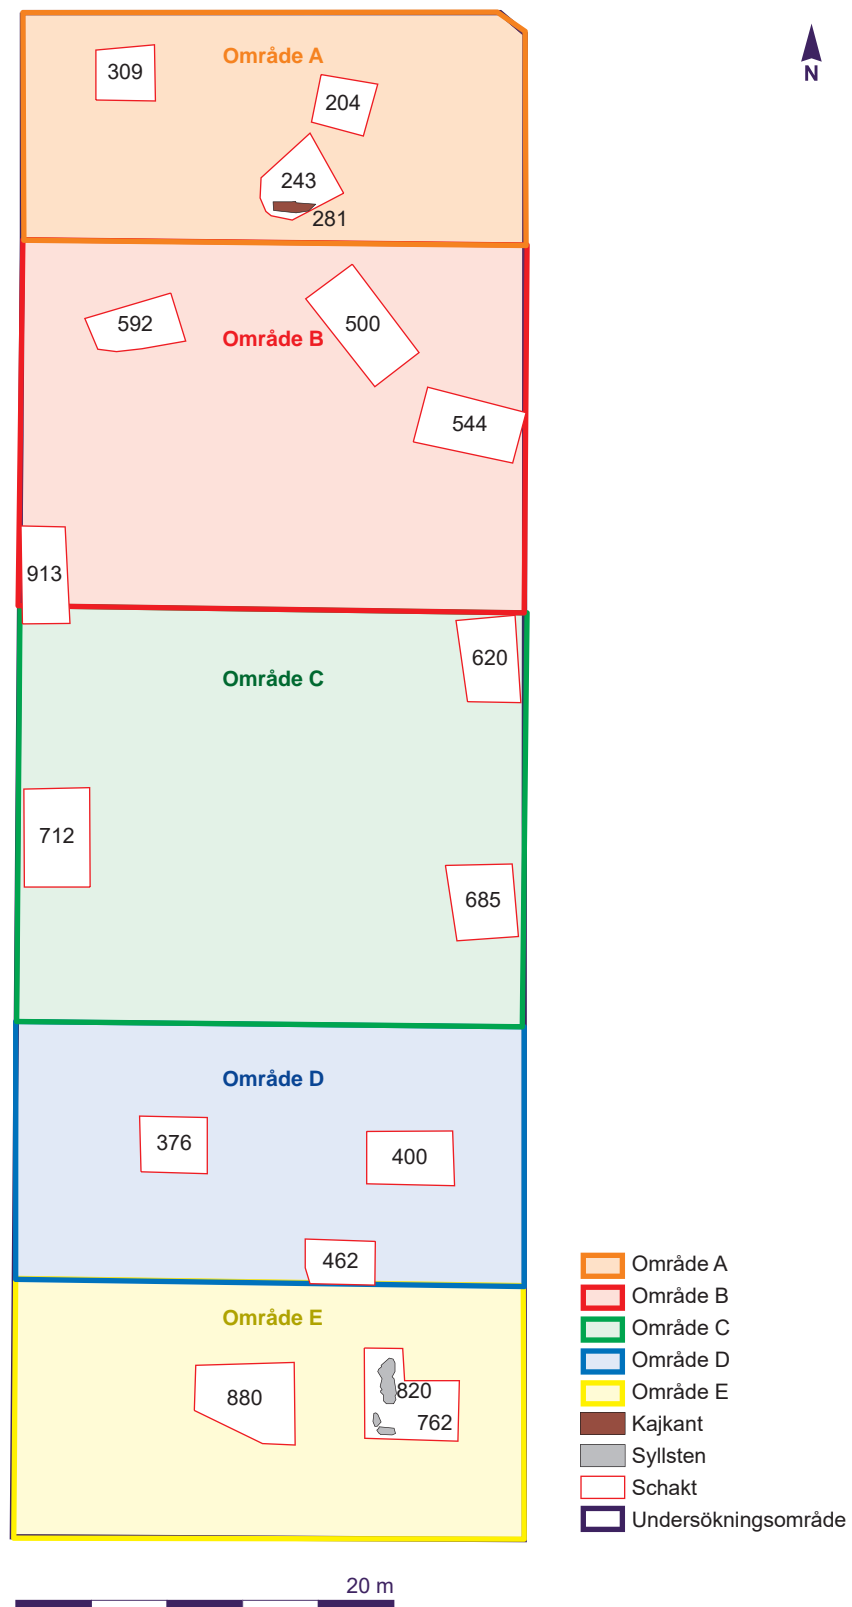 Område A
N
309
204
243
281
592
500
Område B
544
913
620
Område C
712
685
Område D
376
400
462
Område E
880
820
762
Område A
Område B
Område C
Område D
Område E
Kajkant
Syllsten
Schakt
Undersökningsområde
20 m